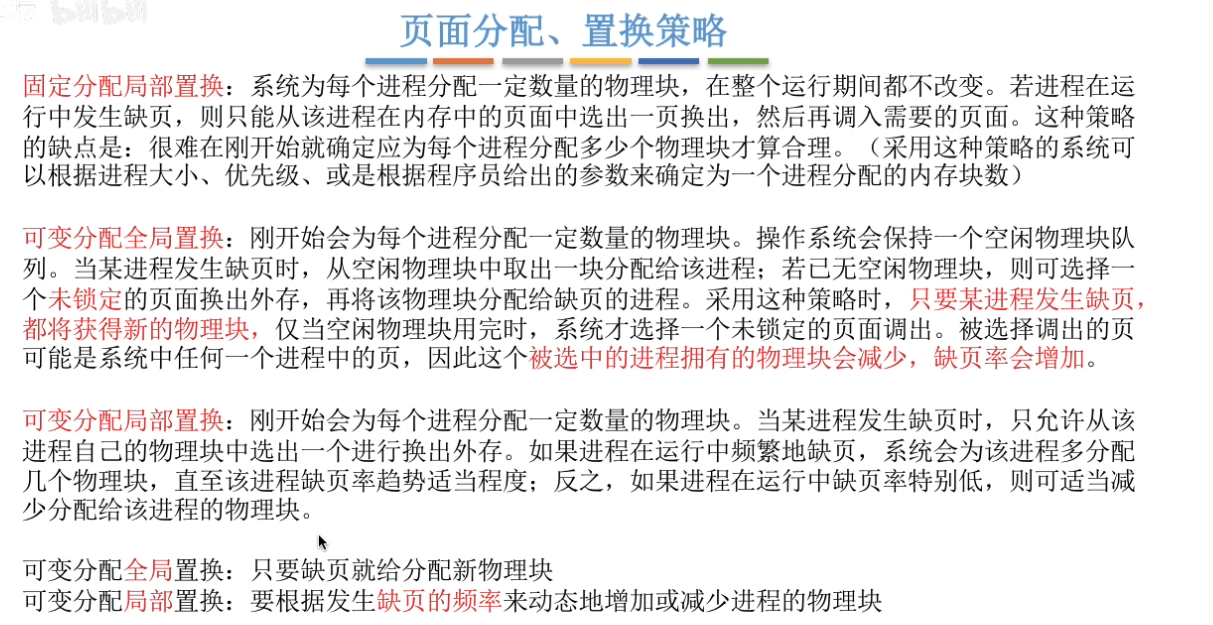 bilibili
页面分配、置换策略
固定分配局部置换：系统为每个进程分配一定数量的物理块，在整个运行期间都不改变。若进程在运
行中发生缺页，则只能从该进程在内存中的页面中选出一页换出，然后再调入需要的页面。这种策略
的缺点是：很难在刚开始就确定应为每个进程分配多少个物理块才算合理。（采用这种策略的系统可
以根据进程大小、优先级、或是根据程序员给出的参数来确定为一个进程分配的内存块数）
可变分配全局置换：刚开始会为每个进程分配一定数量的物理块。操作系统会保持一个空闲物理块队
列。当某进程发生缺页时，从空闲物理块中取出一块分配给该进程；若已无空闲物理块，则可选择一
个未锁定的页面换出外存，再将该物理块分配给缺页的进程。采用这种策略时，只要某进程发生缺页，
都将获得新的物理块，仅当空闲物理块用完时，系统才选择一个未锁定的页面调出。被选择调出的页
可能是系统中任何一个进程中的页，因此这个被选中的进程拥有的物理块会减少，缺页率会增加。
可变分配局部置换：刚开始会为每个进程分配一定数量的物理块。当某进程发生缺页时，只允许从该
进程自己的物理块中选出一个进行换出外存。如果进程在运行中频繁地缺页，系统会为该进程多分配
几个物理块，直至该进程缺页率趋势适当程度；反之，如果进程在运行中缺页率特别低，则可适当减
少分配给该进程的物理块。
可变分配全局置换：只要缺页就给分配新物理块
可变分配局部置换：要根据发生缺页的频率来动态地增加或减少进程的物理块